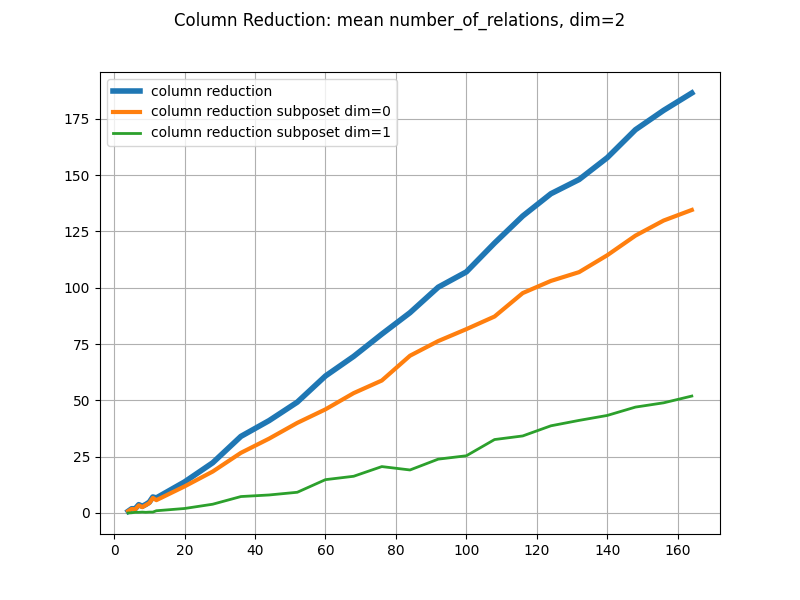 Column Reduction: mean number_of_relations, dim=2
column reduction
column reduction subposet dim=0
column reduction subposet dim=1
175
150
125
100
75
50
25
0
0 20 40 60 80 100 120 140 160